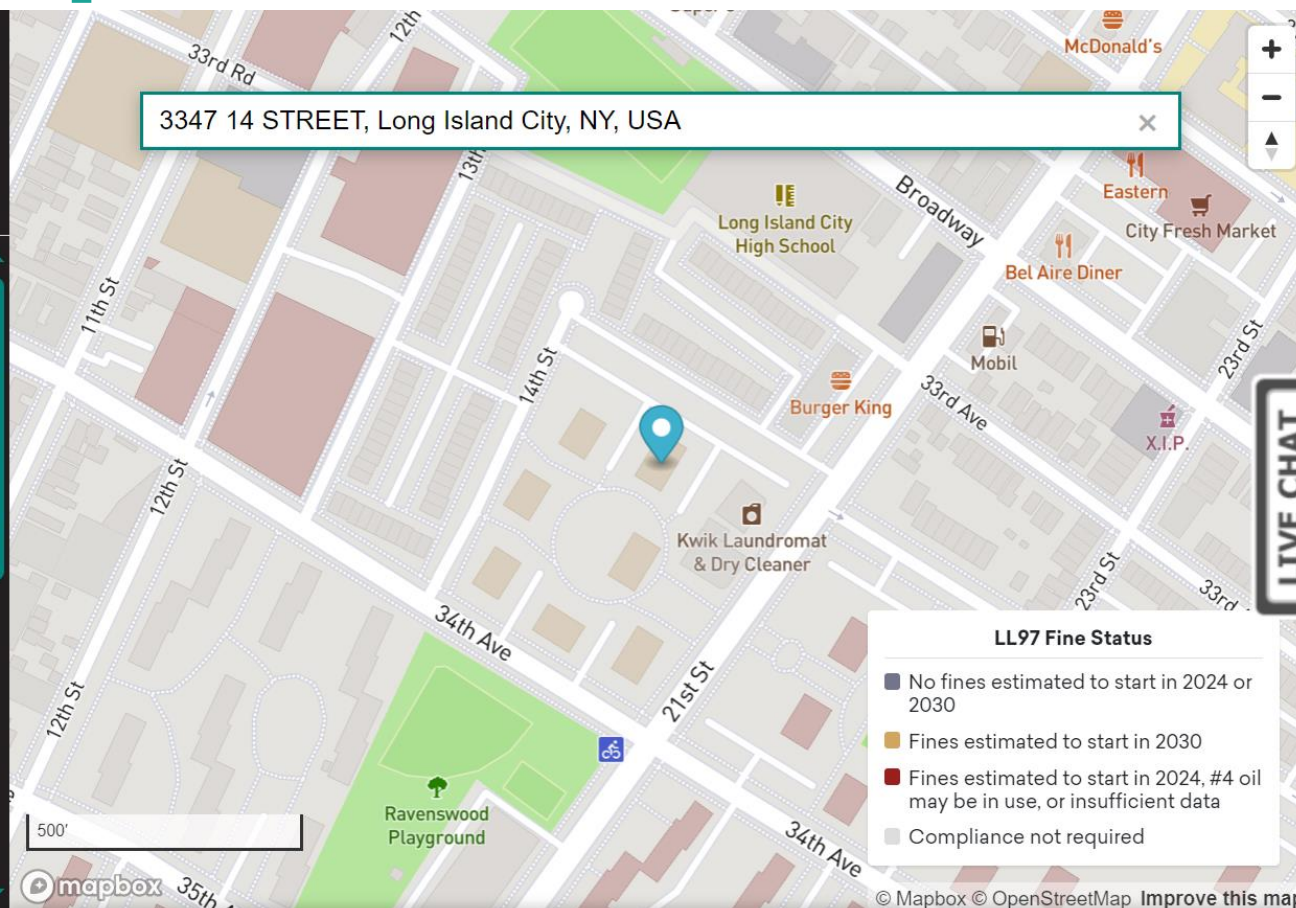 12th
McDonald's
33rd Rd
+
−
3347 14 STREET, Long Island City, NY, USA
×
13th
Eastern
City Fresh Market
Broadway
Long Island City
High School
Bel Aire Diner
11th St
Mobil
23rd St
14th St
Burger King
33rd Ave
X.I.P.
LIVE CHAT
12th St
Kwik Laundromat
& Dry Cleaner
23rd St
33rd
34th Ave
21st St
LL97 Fine Status
No fines estimated to start in 2024 or
2030
Fines estimated to start in 2030
Fines estimated to start in 2024, #4 oil
may be in use, or insufficient data
Compliance not required
12th St
Ravenswood
Playground
34th Ave
500'
mapbox
35th
© Mapbox © OpenStreetMap Improve this map